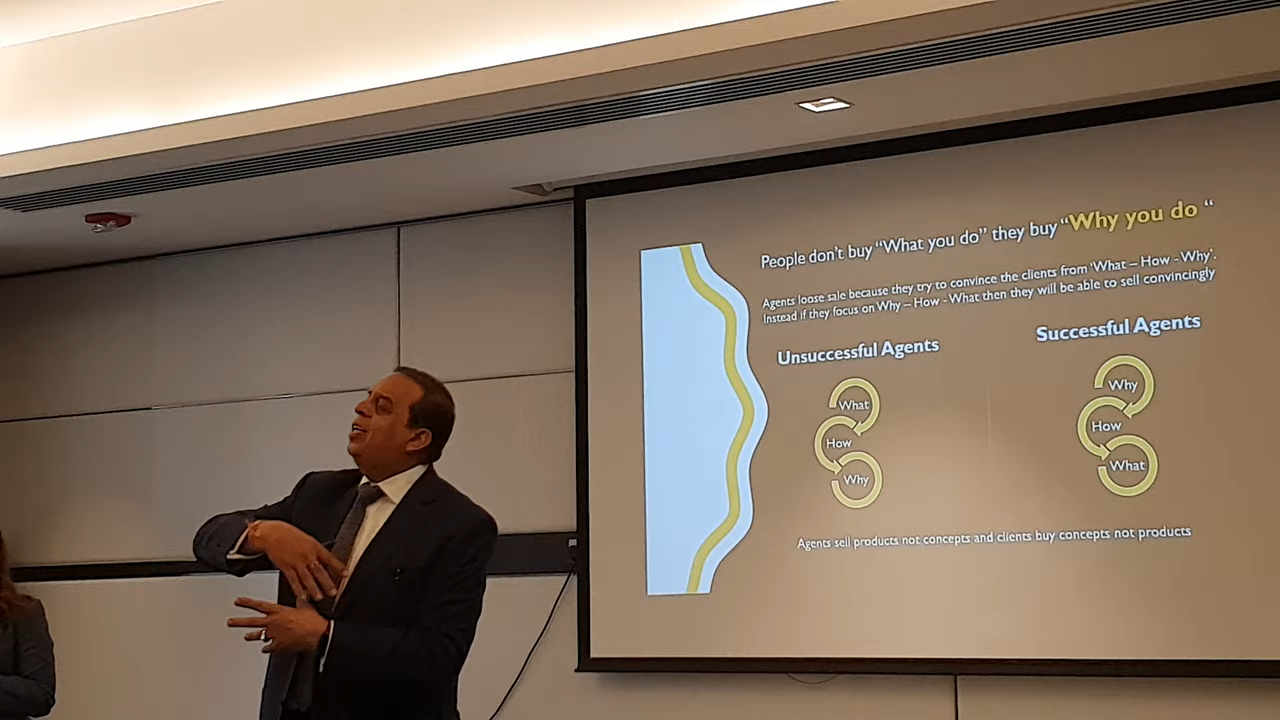 People don't buy “What you do” they buy “Why you do “
Agents loose sale because they try to convince the clients from ‘What – How - Why’.
Instead if they focus on Why – How - What then they will be able to sell convincingly
Unsuccessful Agents
What
How
Why
Successful Agents
Why
How
What
Agents sell products not concepts and clients buy concepts not products